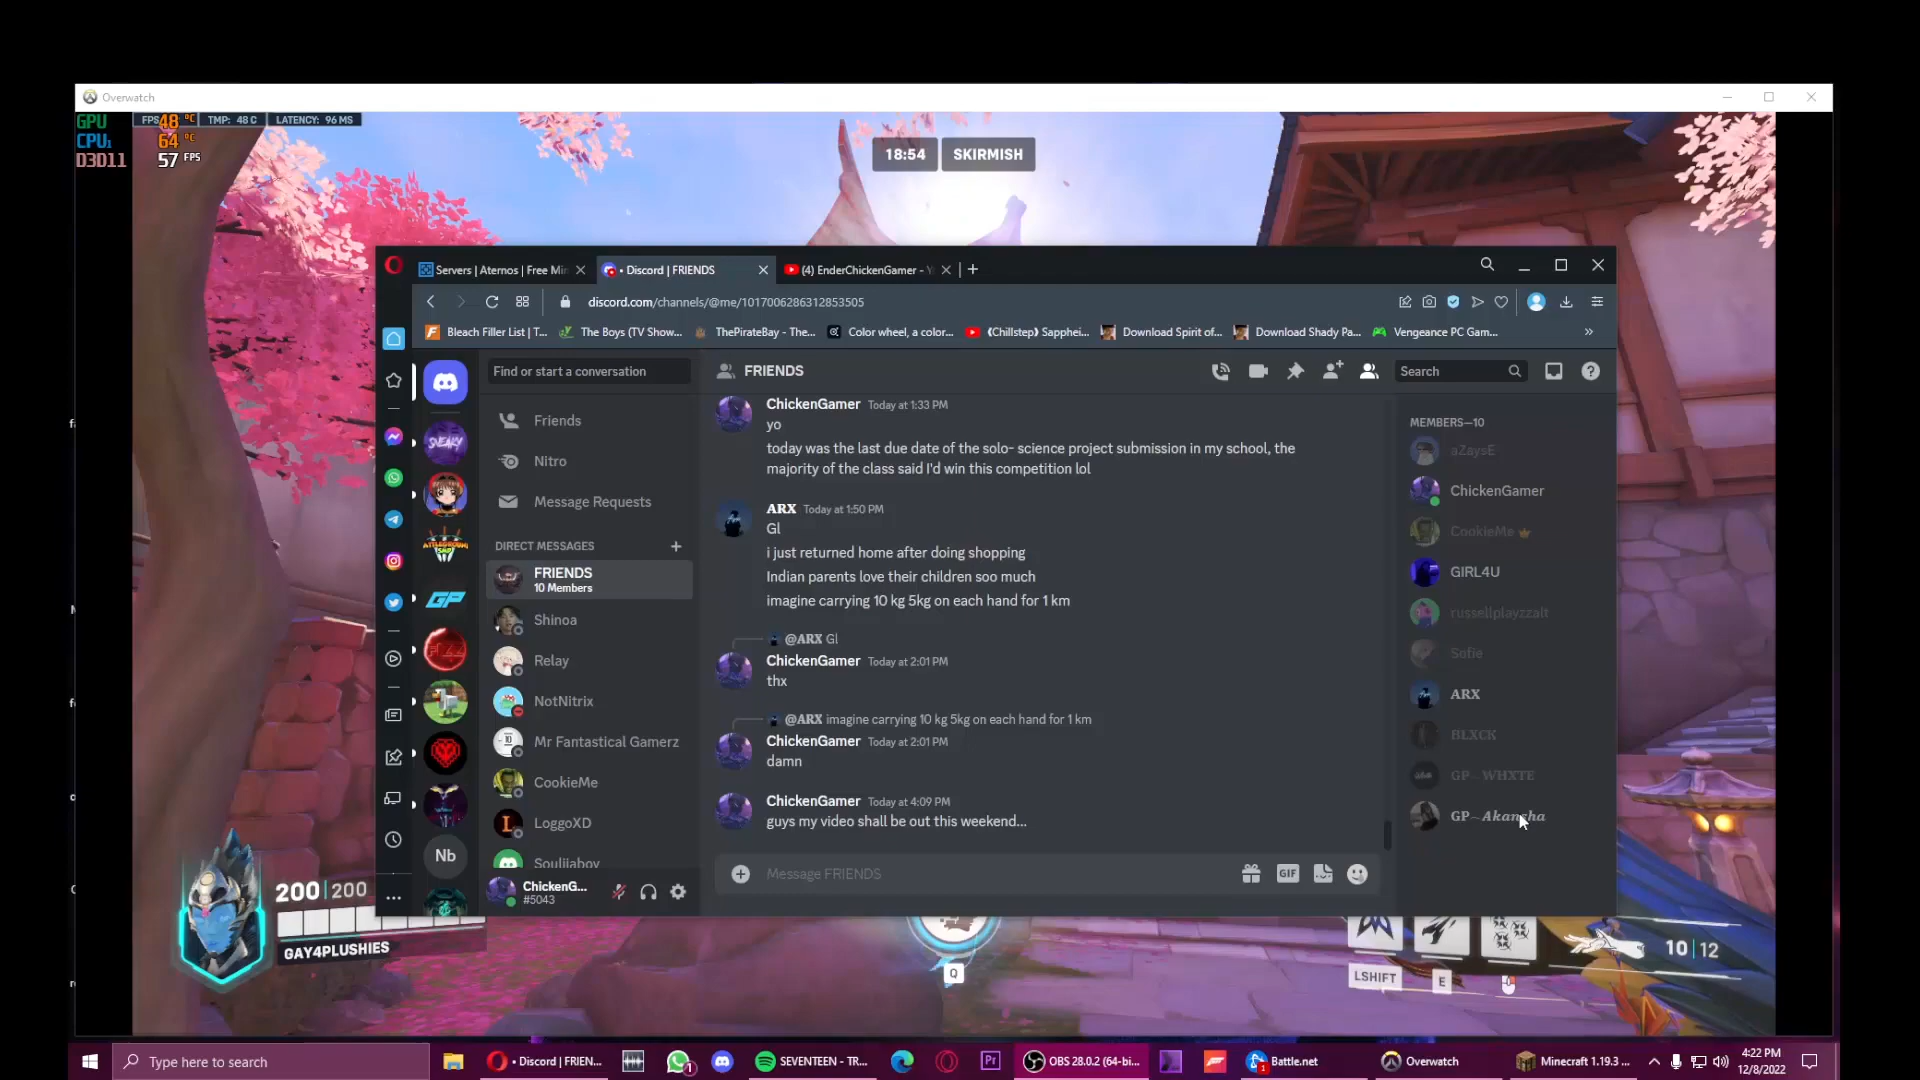 Overwatch
GPU 48 °C
CPU1 64 °C
D3D11 57 FPS
TMP: 48 C
LATENCY: 96 MS
18:54
SKIRMISH
Servers | Aternos | Free Min
• Discord | FRIENDS
(4) EnderChickenGamer -
discord.com/channels/@me/1017006286312853505
Bleach Filler List | T...
The Boys (TV Show...
ThePirateBay - The...
Color wheel, a color...
《Chillstep》 Sapphei...
Download Spirit of...
Download Shady Pa...
Vengeance PC Gam...
Find or start a conversation
Friends
Nitro
Message Requests
DIRECT MESSAGES
FRIENDS
10 Members
Shinoa
Relay
NotNitrix
Mr Fantastical Gamerz
CookieMe
LoggoXD
Souljiaboy
ChickenG...
#5043
SNEAKY
GP
Nb
FRIENDS
Search
ChickenGamer Today at 1:33 PM
yo
today was the last due date of the solo- science project submission in my school, the
majority of the class said I'd win this competition lol
ARX Today at 1:50 PM
Gl
i just returned home after doing shopping
Indian parents love their children soo much
imagine carrying 10 kg 5kg on each hand for 1 km
@ARX Gl
ChickenGamer Today at 2:01 PM
thx
@ARX imagine carrying 10 kg 5kg on each hand for 1 km
ChickenGamer Today at 2:01 PM
damn
ChickenGamer Today at 4:09 PM
guys my video shall be out this weekend...
Message FRIENDS
GIF
MEMBERS—10
aZaysE
ChickenGamer
CookieMe
GIRL4U
russellplayzzalt
Sofie
ARX
BLXCK
GP~ WHXTE
GP~Akansha
200 | 200
GAY4PLUSHIES
Q
LSHIFT
E
10 | 12
Type here to search
• Discord | FRIEN...
SEVENTEEN - TR...
Pr
OBS 28.0.2 (64-bi...
Battle.net
Overwatch
Minecraft 1.19.3 ...
4:22 PM
12/8/2022